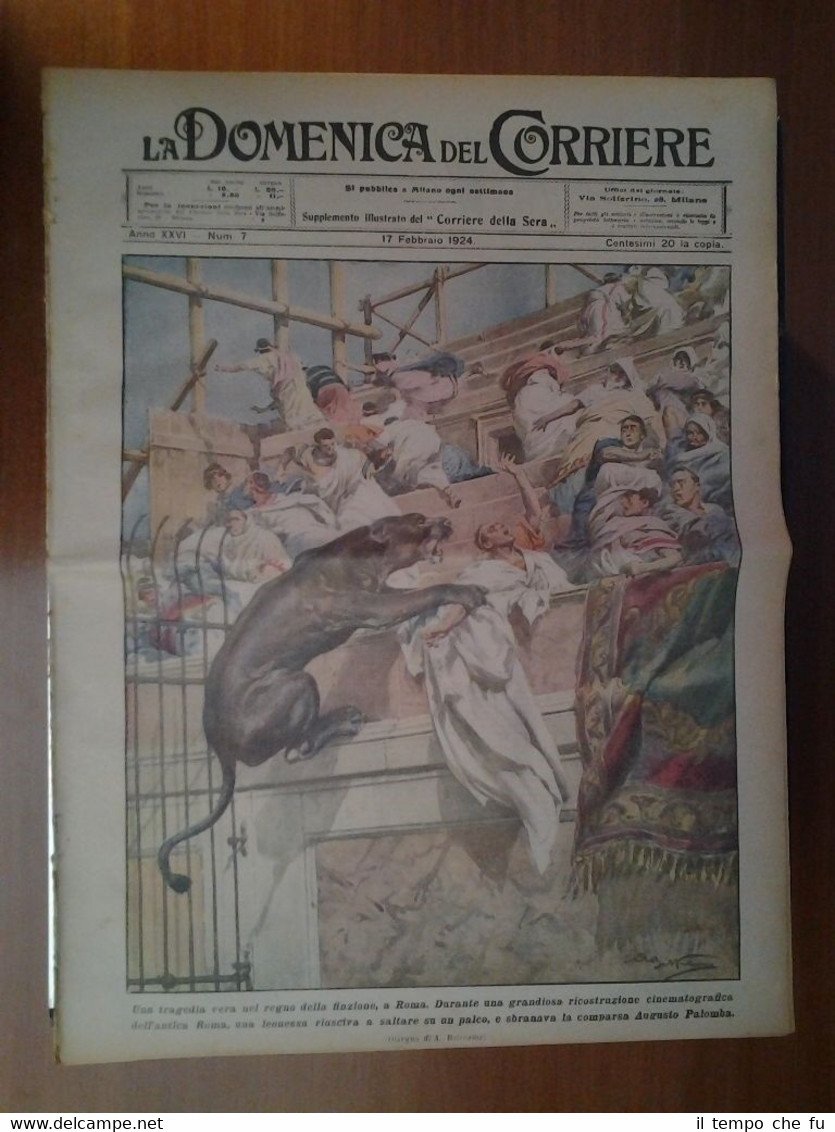 LA DOMENICA DEL CORRIERE
Si pubblica a Milano ogni settimana
Supplemento illustrato del "Corriere della Sera„
Uffici del giornale:
Via Solferino, 28, Milano
Anno XXVI - Num. 7
17 Febbraio 1924.
Centesimi 20 la copia.
Una tragedia vera nel regno della finzione, a Roma. Durante una grandiosa ricostruzione cinematografica
dell'antica Roma, una leonessa riusciva a saltare su un palco, e sbranava la comparsa Augusto Palomba.
il tempo che fu